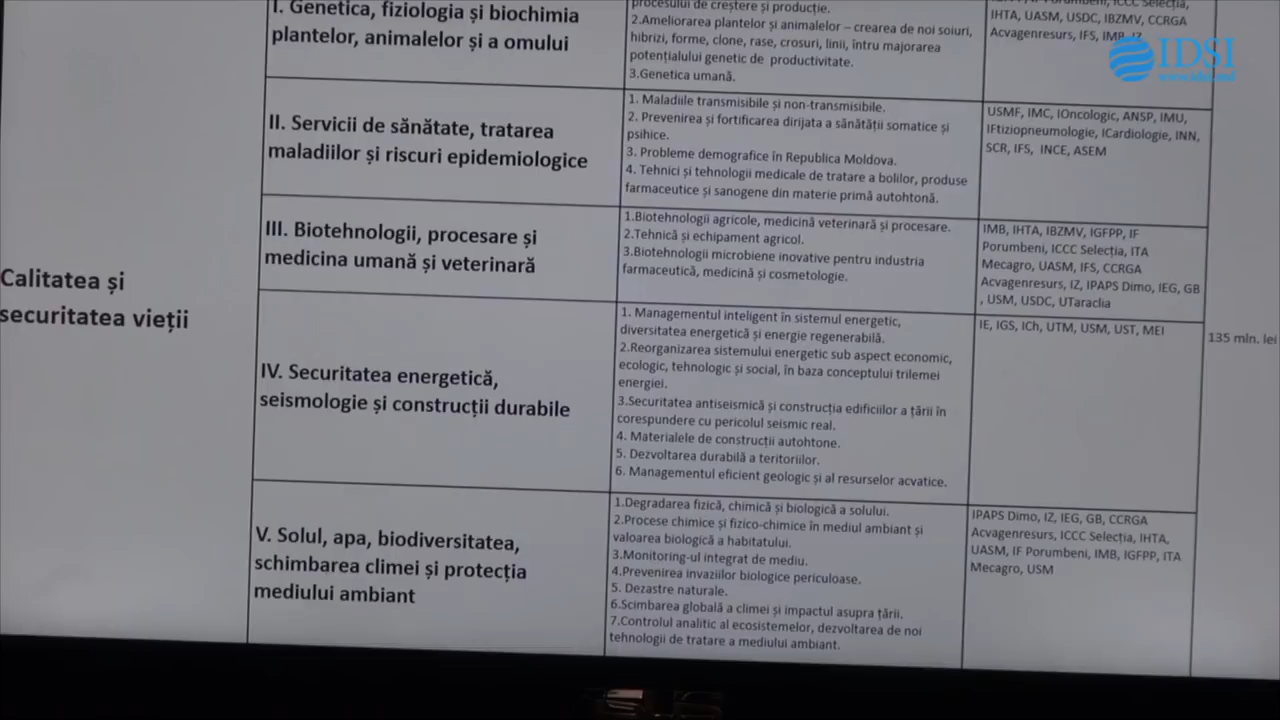 Calitatea și
securitatea vieții
I. Genetica, fiziologia și biochimia
plantelor, animalelor și a omului
procesului de creștere și producție.
2.Ameliorarea plantelor și animalelor – crearea de noi soiuri,
hibrizi, forme, clone, rase, crosuri, linii, întru majorarea
potențialului genetic de productivitate.
3.Genetica umană.
IHTA, UASM, USDC, IBZMV, CCRGA
Acvagenresurs, IFS, IMB, IZ
II. Servicii de sănătate, tratarea
maladiilor și riscuri epidemiologice
1. Maladiile transmisibile și non-transmisibile.
2. Prevenirea și fortificarea dirijata a sănătății somatice și
psihice.
3. Probleme demografice în Republica Moldova.
4. Tehnici și tehnologii medicale de tratare a bolilor, produse
farmaceutice și sanogene din materie primă autohtonă.
USMF, IMC, IOncologic, ANSP, IMU,
IFtiziopneumologie, ICardiologie, INN,
SCR, IFS, INCE, ASEM
III. Biotehnologii, procesare și
medicina umană și veterinară
1.Biotehnologii agricole, medicină veterinară și procesare.
2.Tehnică și echipament agricol.
3.Biotehnologii microbiene inovative pentru industria
farmaceutică, medicină și cosmetologie.
IMB, IHTA, IBZMV, IGFPP, IF
Porumbeni, ICCC Selecția, ITA
Mecagro, UASM, IFS, CCRGA
Acvagenresurs, IZ, IPAPS Dimo, IEG, GB
, USM, USDC, UTaraclia
IV. Securitatea energetică,
seismologie și construcții durabile
1. Managementul inteligent în sistemul energetic,
diversitatea energetică și energie regenerabilă.
2.Reorganizarea sistemului energetic sub aspect economic,
ecologic, tehnologic și social, în baza conceptului trilemei
energiei.
3.Securitatea antiseismică și construcția edificiilor a țării în
corespundere cu pericolul seismic real.
4. Materialele de construcții autohtone.
5. Dezvoltarea durabilă a teritoriilor.
6. Managementul eficient geologic și al resurselor acvatice.
IE, IGS, ICh, UTM, USM, UST, MEI
135 mln. lei
V. Solul, apa, biodiversitatea,
schimbarea climei și protecția
mediului ambiant
1.Degradarea fizică, chimică și biologică a solului.
2.Procese chimice și fizico-chimice în mediul ambiant și
valoarea biologică a habitatului.
3.Monitoring-ul integrat de mediu.
4.Prevenirea invaziilor biologice periculoase.
5. Dezastre naturale.
6.Scimbarea globală a climei și impactul asupra țării.
7.Controlul analitic al ecosistemelor, dezvoltarea de noi
tehnologii de tratare a mediului ambiant.
IPAPS Dimo, IZ, IEG, GB, CCRGA
Acvagenresurs, ICCC Selecția, IHTA,
UASM, IF Porumbeni, IMB, IGFPP, ITA
Mecagro, USM
IDSI
www.idsi.md